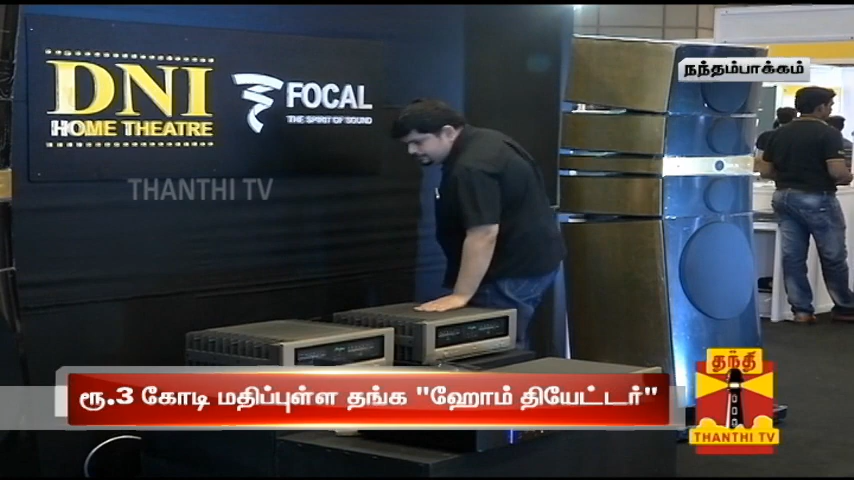 DNI
HOME THEATRE
FOCAL
THE SPIRIT OF SOUND
நந்தம்பாக்கம்
THANTHI TV
ரூ.3 கோடி மதிப்புள்ள தங்க "ஹோம் தியேட்டர்"
தந்தி
THANTHI TV